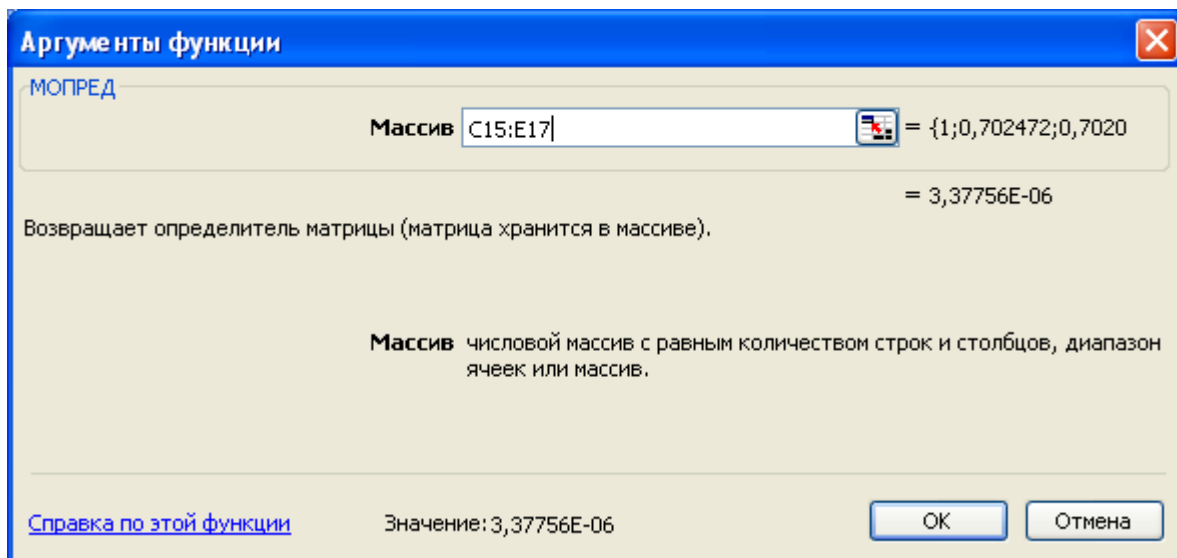 Аргументы функции
МОПРЕД
Массив C15:E17 = {1;0,702472;0,7020
= 3,37756E-06
Возвращает определитель матрицы (матрица хранится в массиве).
Массив числовой массив с равным количеством строк и столбцов, диапазон
ячеек или массив.
Справка по этой функции Значение: 3,37756E-06 OK Отмена